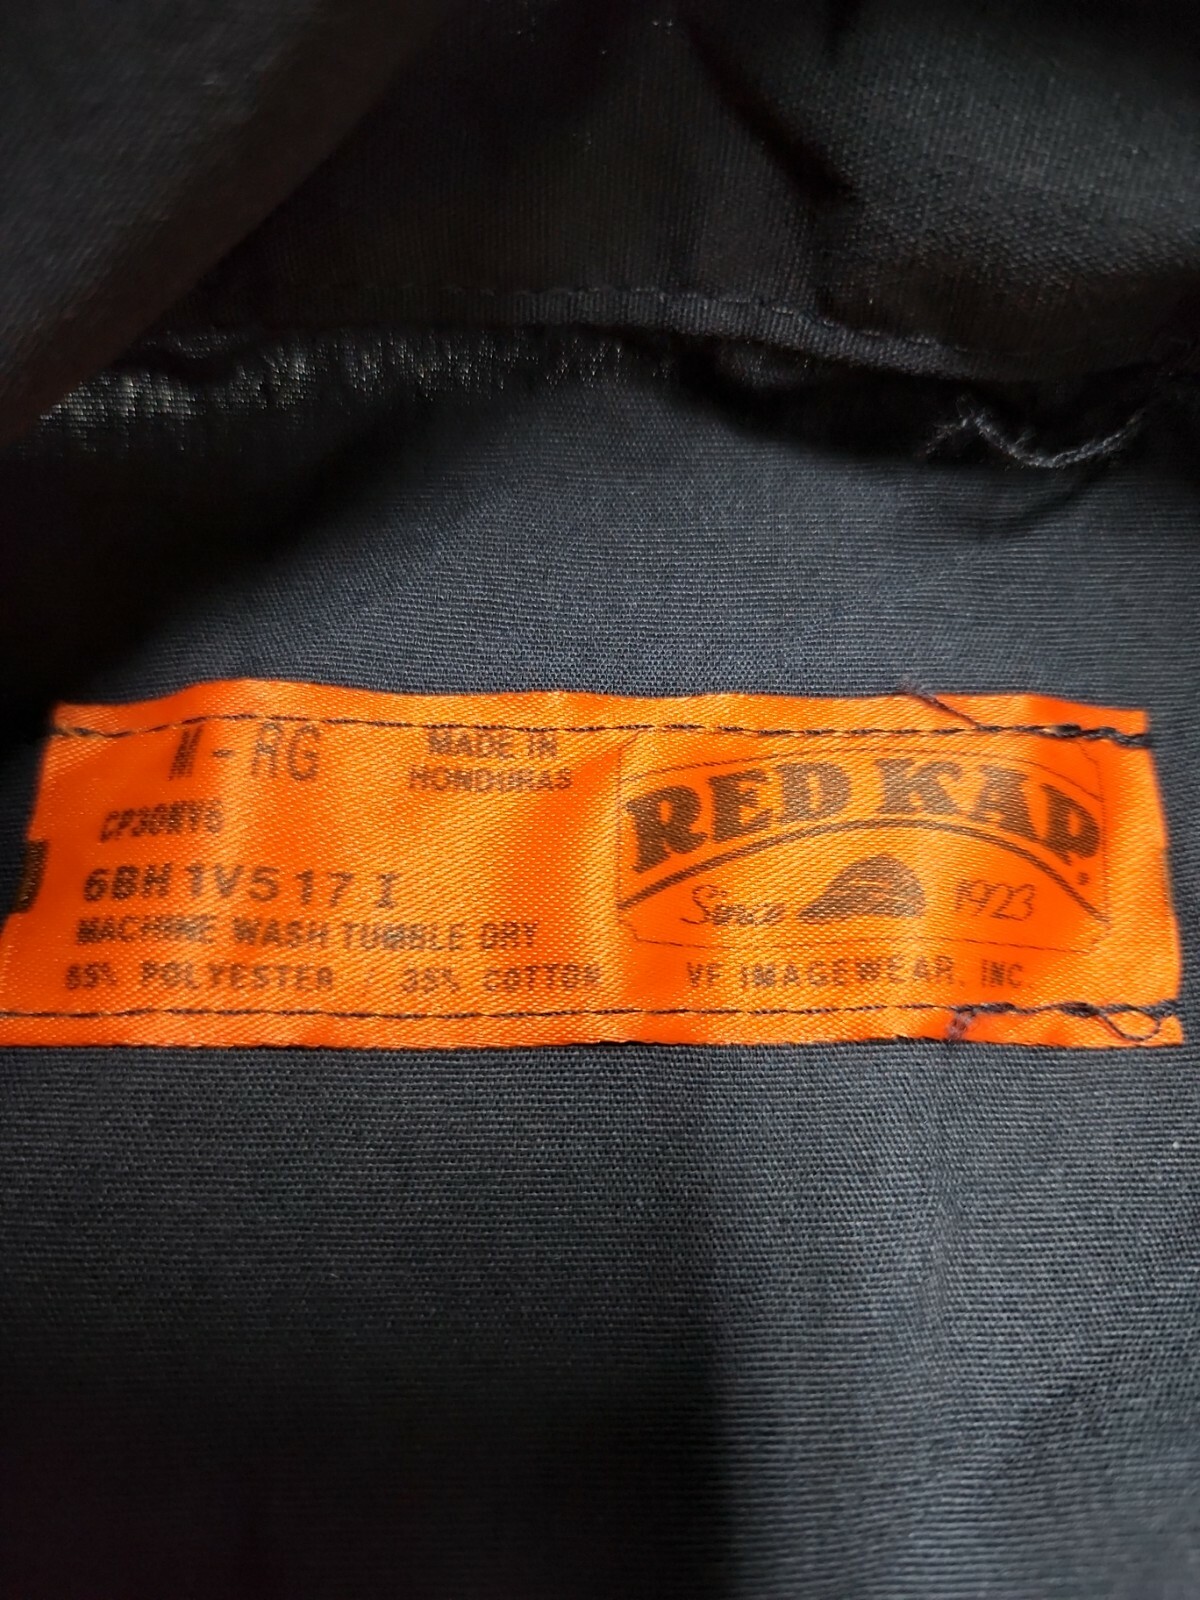 M - RG
MADE IN
HONDURAS
CP30NV6
6BH 1V517 I
MACHINE WASH TUMBLE DRY
65% POLYESTER / 35% COTTON
RED KAP®
Since 1923
VF IMAGEWEAR, INC.